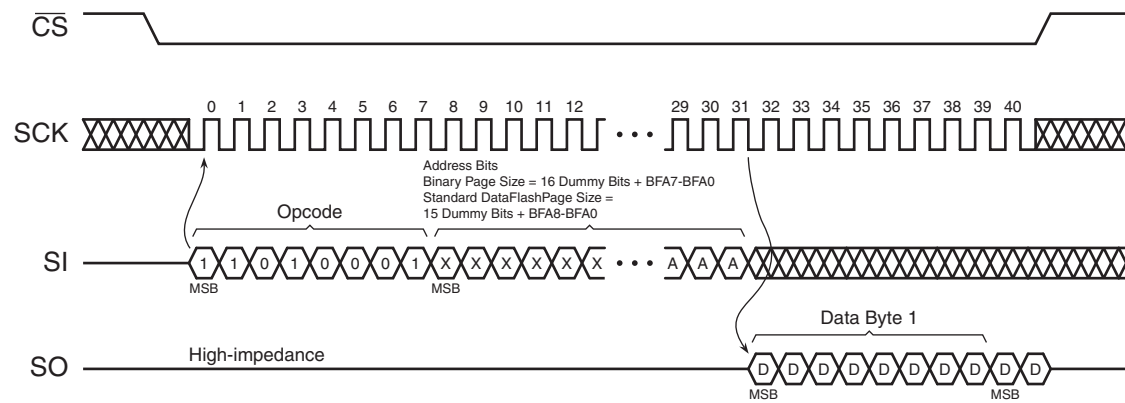 CS
0 1 2 3 4 5 6 7 8 9 10 11 12 29 30 31 32 33 34 35 36 37 38 39 40
SCK
Address Bits
Binary Page Size = 16 Dummy Bits + BFA7-BFA0
Standard DataFlashPage Size =
15 Dummy Bits + BFA8-BFA0
Opcode
SI 1 1 0 1 0 0 0 1 X X X X X X A A A
MSB MSB
Data Byte 1
High-impedance
SO D D D D D D D D D D
MSB MSB